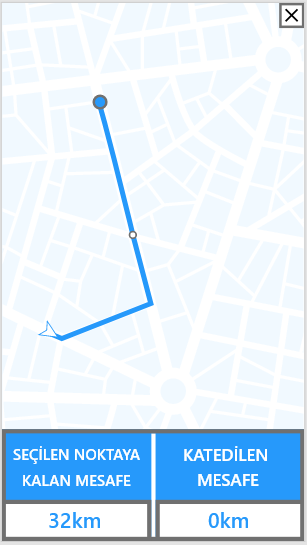 SEÇİLEN NOKTAYA
KALAN MESAFE
KATEDİLEN
MESAFE
32km
0km